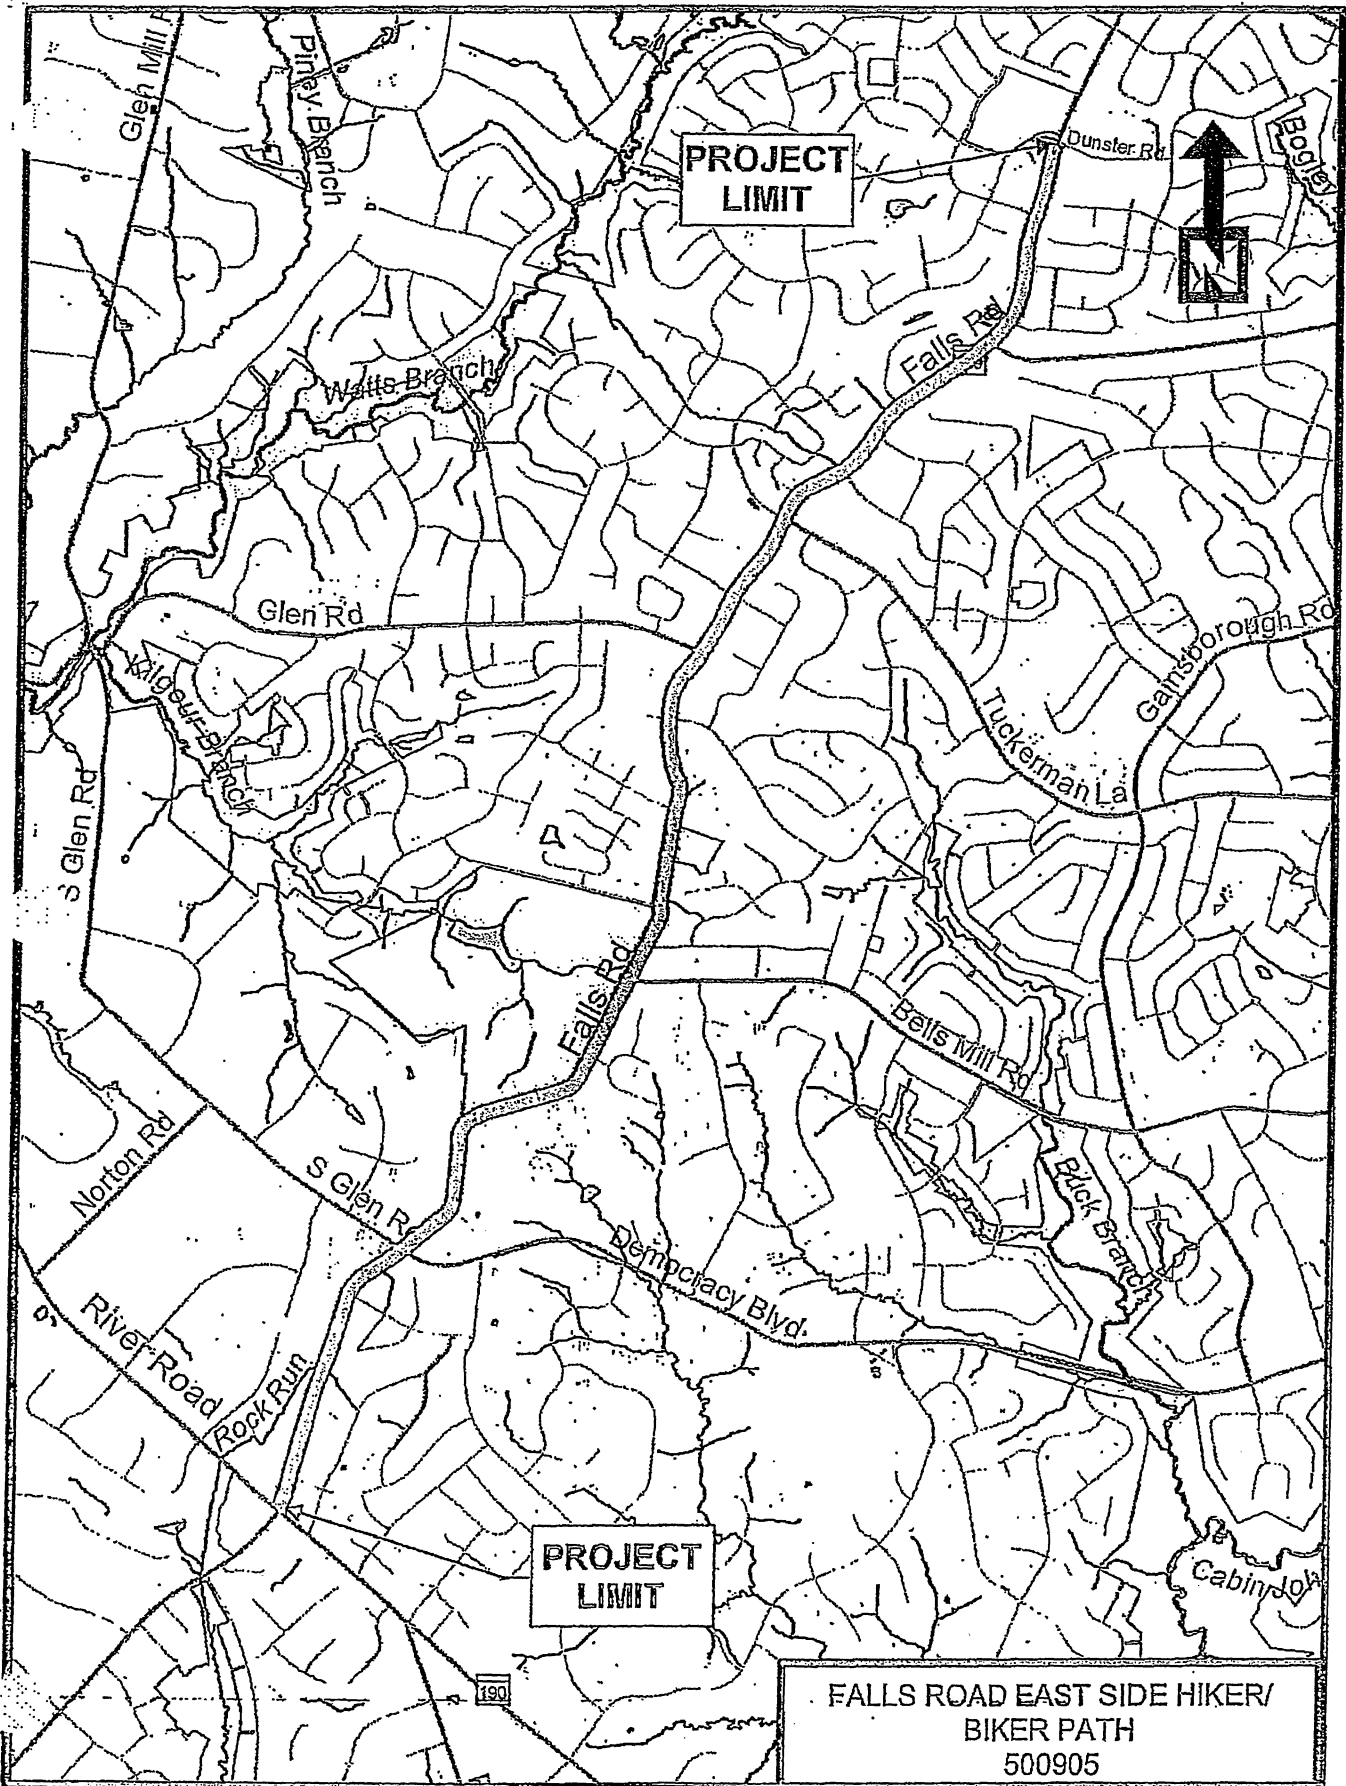 Glen Mill R
Piney Branch
PROJECT
LIMIT
Dunster Rd
Bogley
N
Falls Rd
Watts Branch
Glen Rd
Gainsborough Rd
Kilgour Branch
Tuckerman La
S Glen Rd
Falls Rd
Bells Mill Rd
Norton Rd
S Glen R
Buck Branch
Democracy Blvd.
River Road
Rock Run
PROJECT
LIMIT
Cabin Joh
190
FALLS ROAD EAST SIDE HIKER/
BIKER PATH
500905